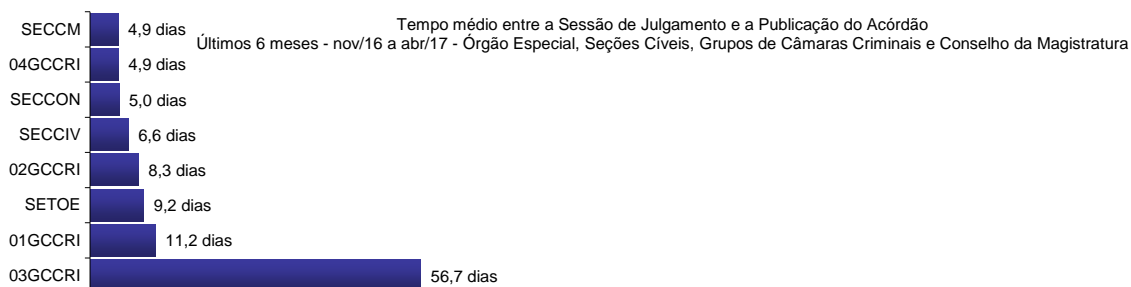 Tempo médio entre a Sessão de Julgamento e a Publicação do Acórdão
Últimos 6 meses - nov/16 a abr/17 - Órgão Especial, Seções Cíveis, Grupos de Câmaras Criminais e Conselho da Magistratura
SECCM 4,9 dias
04GCCRI 4,9 dias
SECCON 5,0 dias
SECCIV 6,6 dias
02GCCRI 8,3 dias
SETOE 9,2 dias
01GCCRI 11,2 dias
03GCCRI 56,7 dias